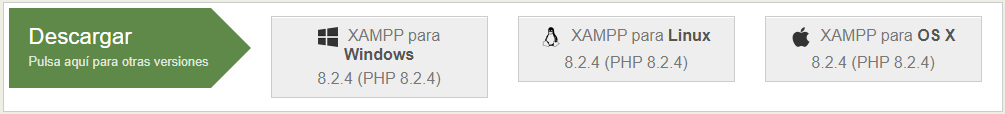 Descargar
Pulsa aquí para otras versiones
XAMPP para
Windows
8.2.4 (PHP 8.2.4)
XAMPP para Linux
8.2.4 (PHP 8.2.4)
XAMPP para OS X
8.2.4 (PHP 8.2.4)